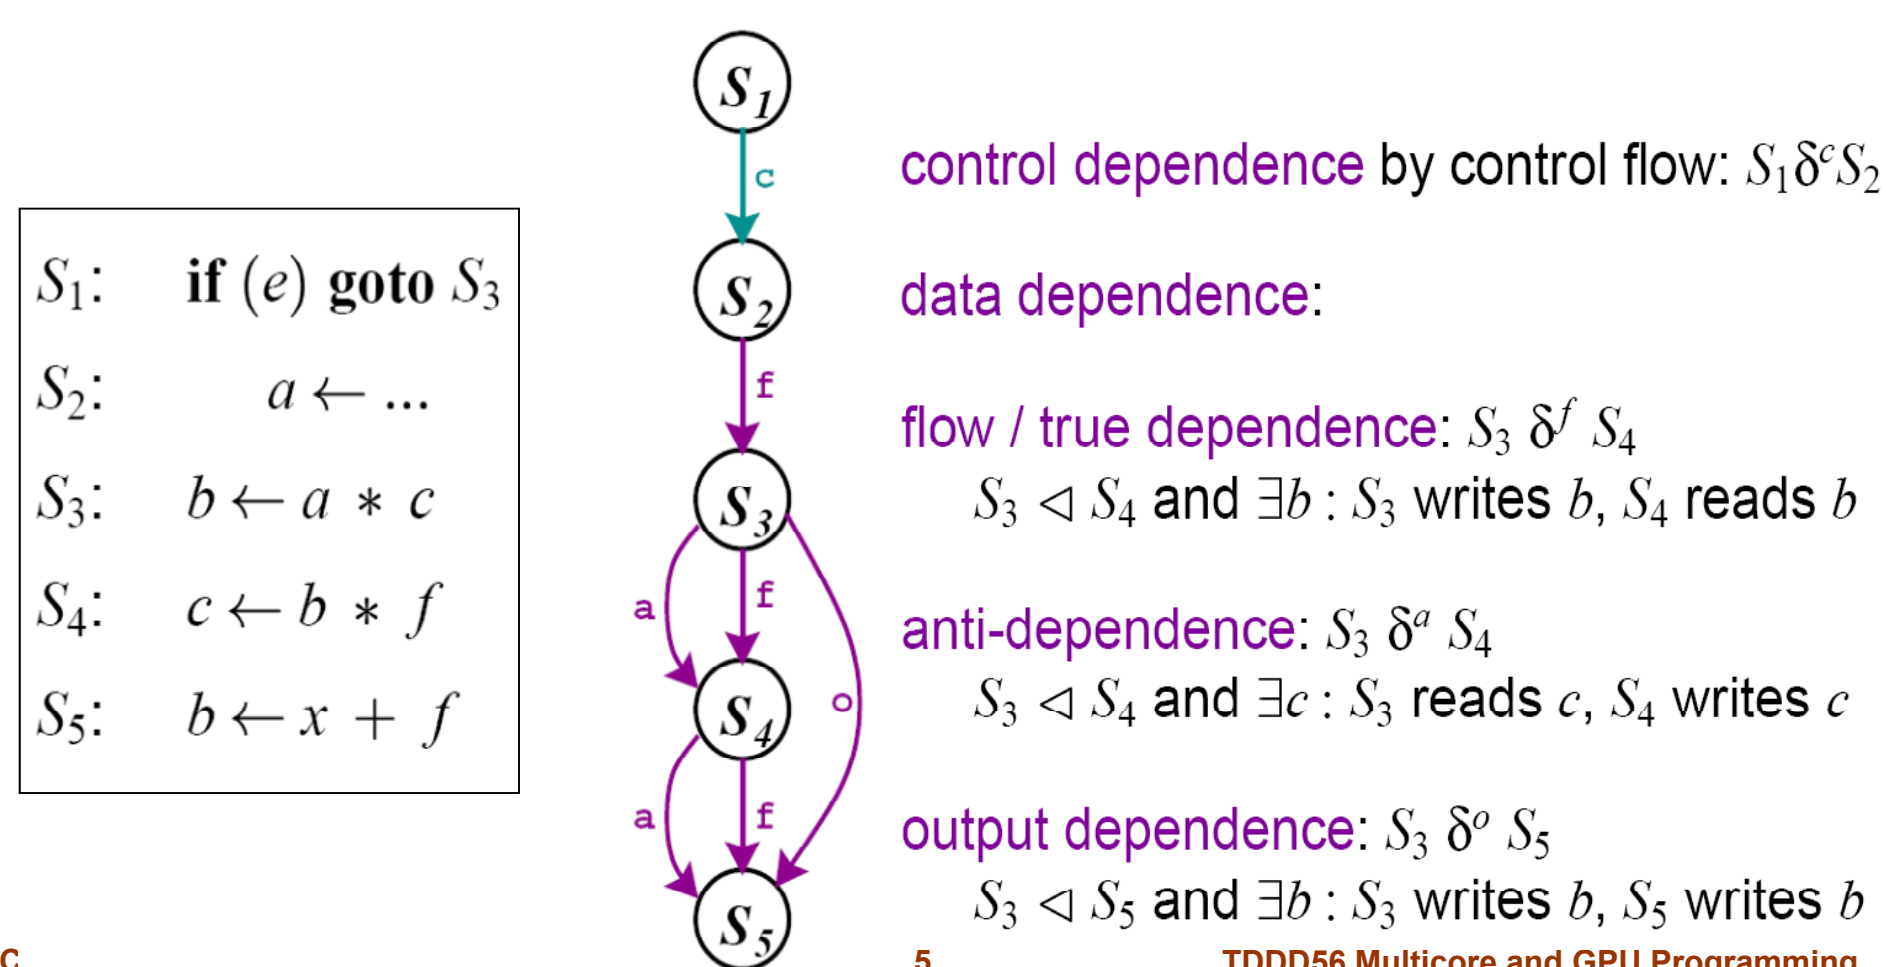 S₁: if (e) goto S₃
S₂: a ← ...
S₃: b ← a * c
S₄: c ← b * f
S₅: b ← x + f
S₁
c
S₂
f
S₃
a
f
o
S₄
a
f
S₅
control dependence by control flow: S₁δᶜS₂
data dependence:
flow / true dependence: S₃ δᶠ S₄
S₃ ◁ S₄ and ∃b : S₃ writes b, S₄ reads b
anti-dependence: S₃ δᵃ S₄
S₃ ◁ S₄ and ∃c : S₃ reads c, S₄ writes c
output dependence: S₃ δᵒ S₅
S₃ ◁ S₅ and ∃b : S₃ writes b, S₅ writes b
C
5
TDDD56 Multicore and GPU Programming